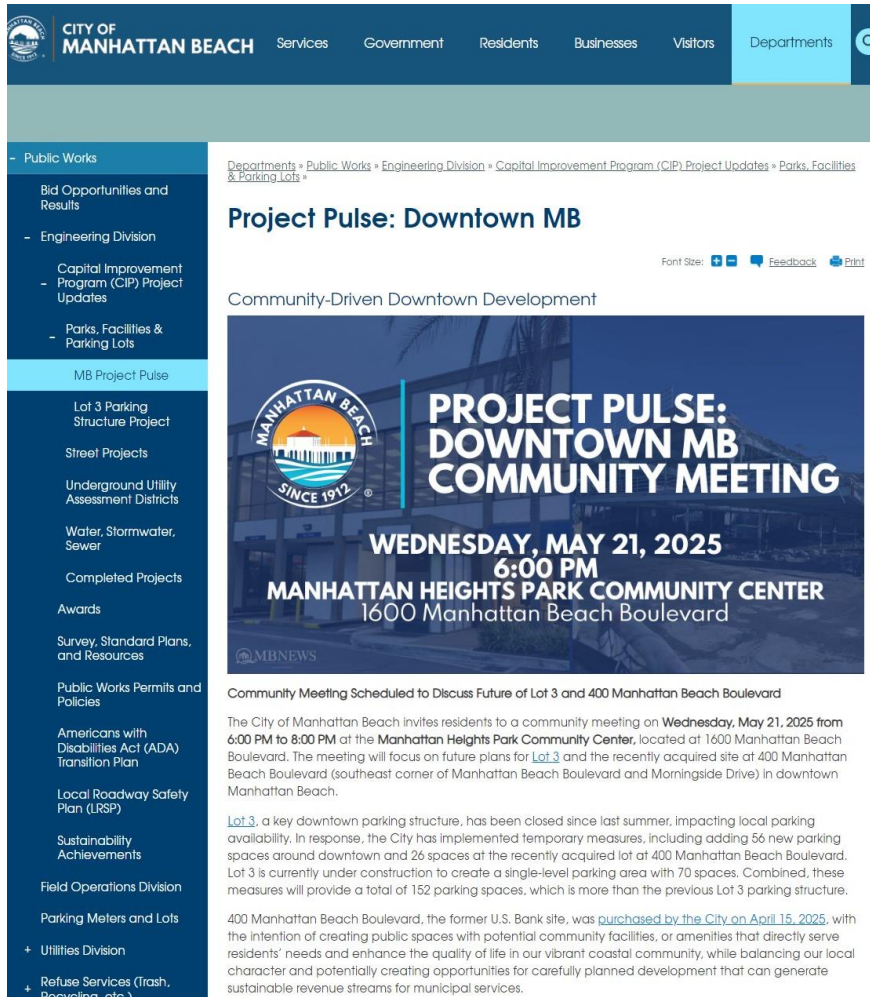 CITY OF
MANHATTAN BEACH
Services
Government
Residents
Businesses
Visitors
Departments
- Public Works
Bid Opportunities and
Results
- Engineering Division
Capital Improvement
- Program (CIP) Project
Updates
- Parks, Facilities &
Parking Lots
MB Project Pulse
Lot 3 Parking
Structure Project
Street Projects
Underground Utility
Assessment Districts
Water, Stormwater,
Sewer
Completed Projects
Awards
Survey, Standard Plans,
and Resources
Public Works Permits and
Policies
Americans with
Disabilities Act (ADA)
Transition Plan
Local Roadway Safety
Plan (LRSP)
Sustainability
Achievements
Field Operations Division
Parking Meters and Lots
+ Utilities Division
+ Refuse Services (Trash,
Recycling, etc.)
Departments » Public Works » Engineering Division » Capital Improvement Program (CIP) Project Updates » Parks, Facilities
& Parking Lots »
Project Pulse: Downtown MB
Font Size: + - Feedback Print
Community-Driven Downtown Development
MANHATTAN BEACH
SINCE 1912 ®
PROJECT PULSE:
DOWNTOWN MB
COMMUNITY MEETING
WEDNESDAY, MAY 21, 2025
6:00 PM
MANHATTAN HEIGHTS PARK COMMUNITY CENTER
1600 Manhattan Beach Boulevard
MBNEWS
Community Meeting Scheduled to Discuss Future of Lot 3 and 400 Manhattan Beach Boulevard
The City of Manhattan Beach invites residents to a community meeting on Wednesday, May 21, 2025 from
6:00 PM to 8:00 PM at the Manhattan Heights Park Community Center, located at 1600 Manhattan Beach
Boulevard. The meeting will focus on future plans for Lot 3 and the recently acquired site at 400 Manhattan
Beach Boulevard (southeast corner of Manhattan Beach Boulevard and Morningside Drive) in downtown
Manhattan Beach.
Lot 3, a key downtown parking structure, has been closed since last summer, impacting local parking
availability. In response, the City has implemented temporary measures, including adding 56 new parking
spaces around downtown and 26 spaces at the recently acquired lot at 400 Manhattan Beach Boulevard.
Lot 3 is currently under construction to create a single-level parking area with 70 spaces. Combined, these
measures will provide a total of 152 parking spaces, which is more than the previous Lot 3 parking structure.
400 Manhattan Beach Boulevard, the former U.S. Bank site, was purchased by the City on April 15, 2025, with
the intention of creating public spaces with potential community facilities, or amenities that directly serve
residents' needs and enhance the quality of life in our vibrant coastal community, while balancing our local
character and potentially creating opportunities for carefully planned development that can generate
sustainable revenue streams for municipal services.